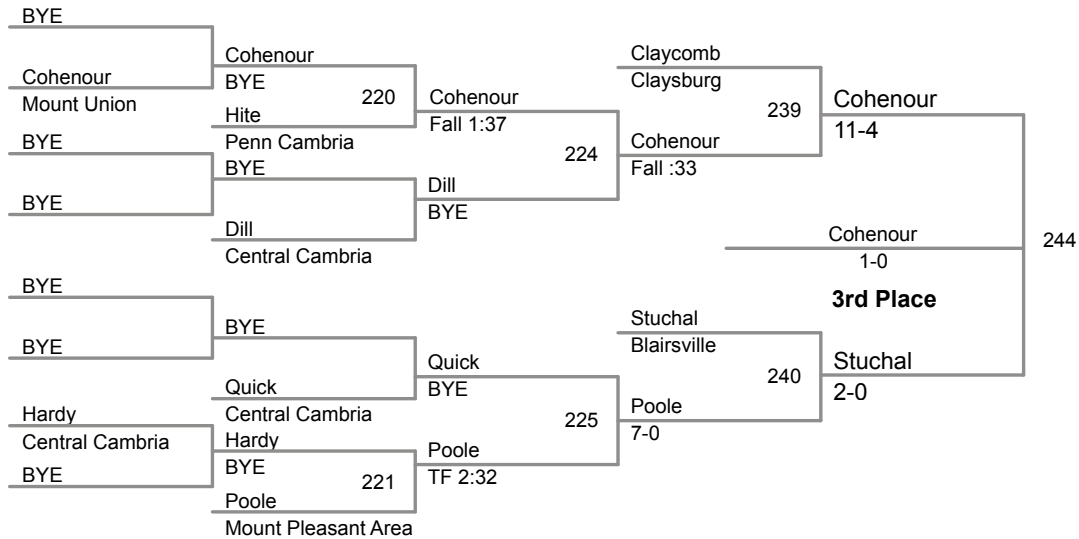 BYE
Cohenour
Mount Union
BYE
BYE
BYE
BYE
Hardy
Central Cambria
BYE
Cohenour
BYE
220
Hite
Penn Cambria
BYE
Dill
Central Cambria
BYE
Quick
Central Cambria
Hardy
BYE
221
Poole
Mount Pleasant Area
Cohenour
Fall 1:37
224
Dill
BYE
Quick
BYE
225
Poole
TF 2:32
Claycomb
Claysburg
239
Cohenour
Fall :33
Stuchal
Blairsville
240
Poole
7-0
Cohenour
11-4
Cohenour
1-0
244
3rd Place
Stuchal
2-0